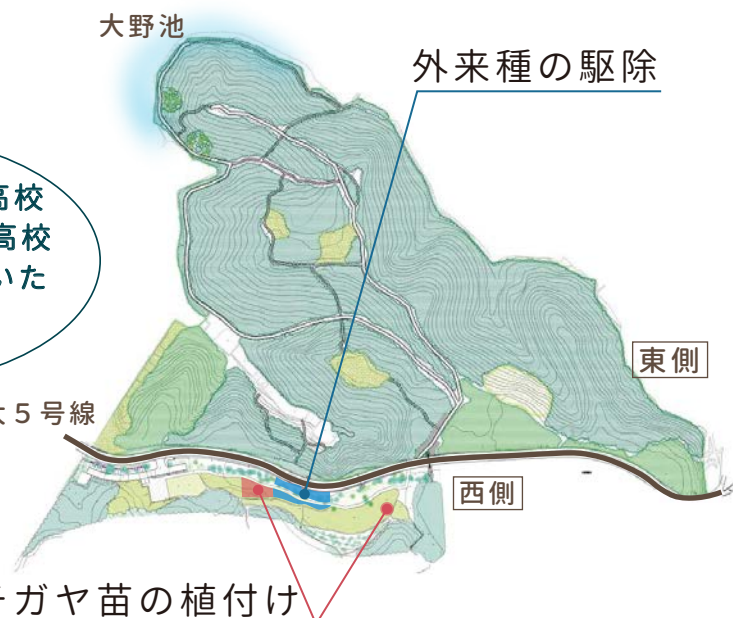 大野池
外来種の駆除
高校
高校
いた
東側
５号線
西側
ガヤ苗の植付け